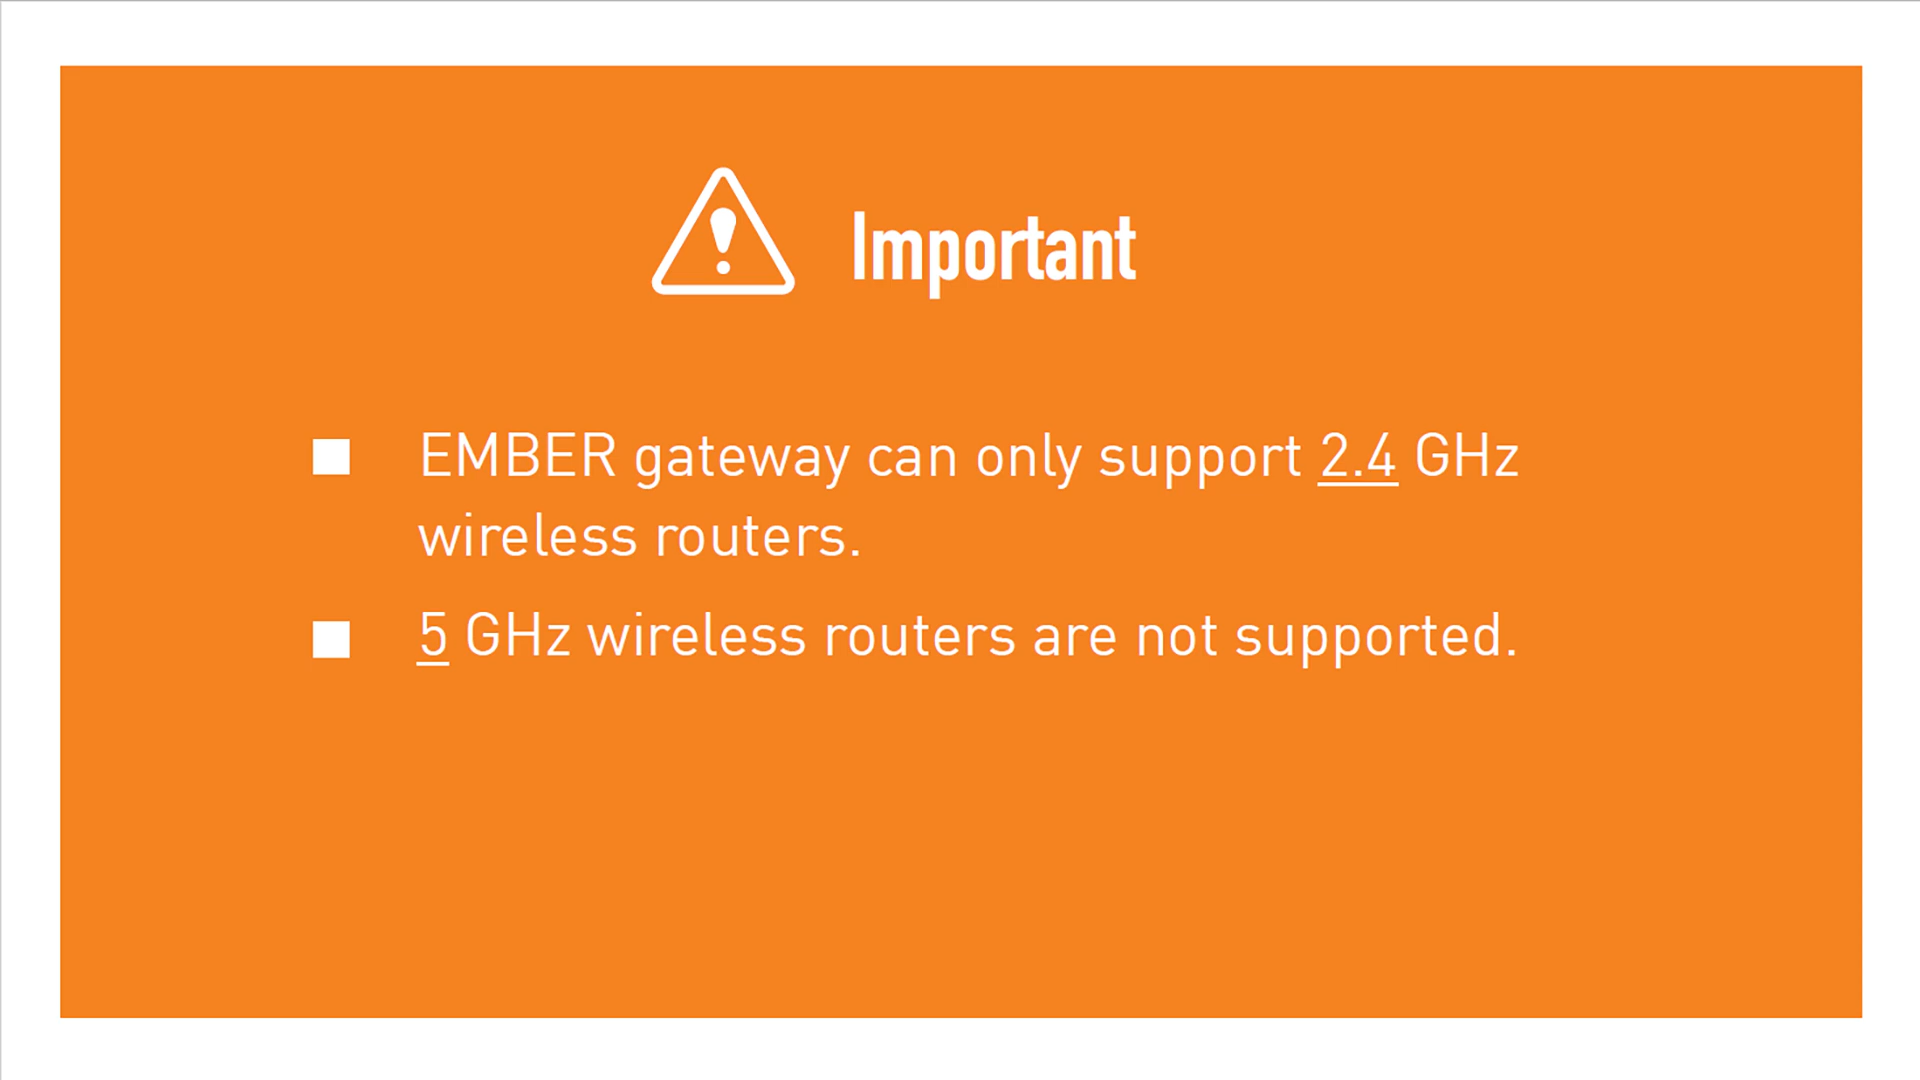 Important
EMBER gateway can only support 2.4 GHz
wireless routers.
5 GHz wireless routers are not supported.